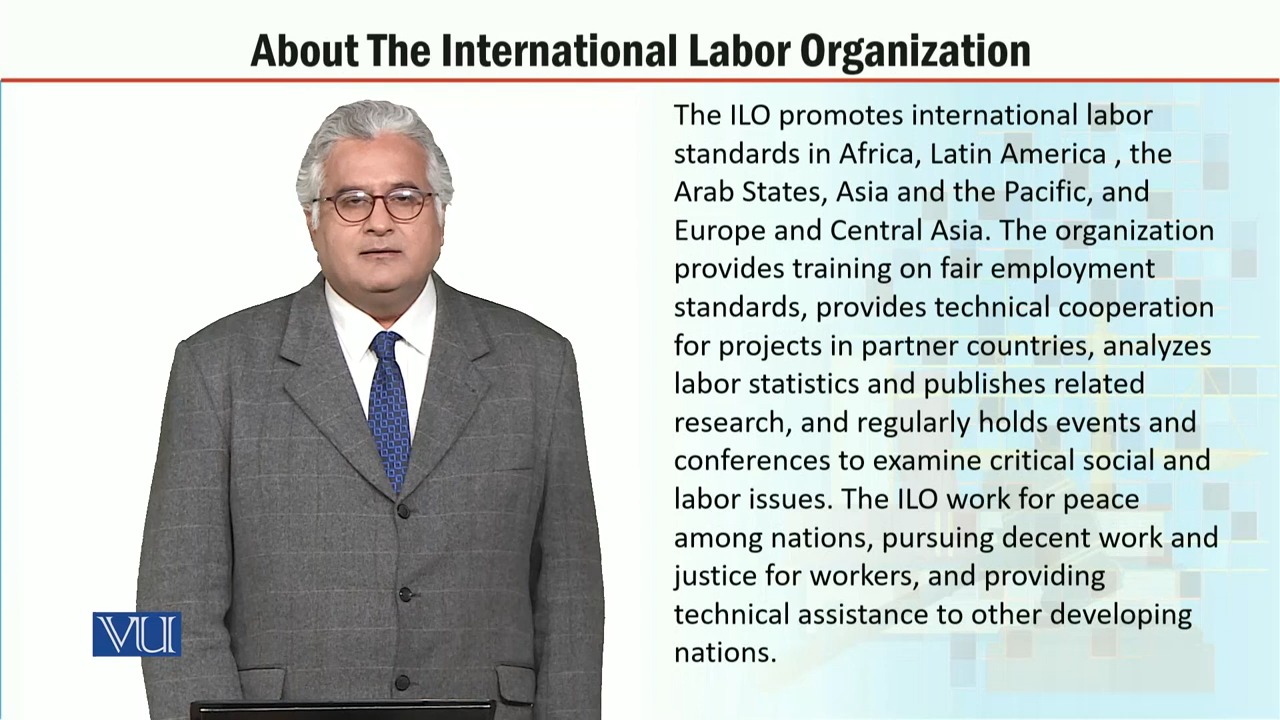 About The International Labor Organization
The ILO promotes international labor
standards in Africa, Latin America , the
Arab States, Asia and the Pacific, and
Europe and Central Asia. The organization
provides training on fair employment
standards, provides technical cooperation
for projects in partner countries, analyzes
labor statistics and publishes related
research, and regularly holds events and
conferences to examine critical social and
labor issues. The ILO work for peace
among nations, pursuing decent work and
justice for workers, and providing
technical assistance to other developing
nations.
VU